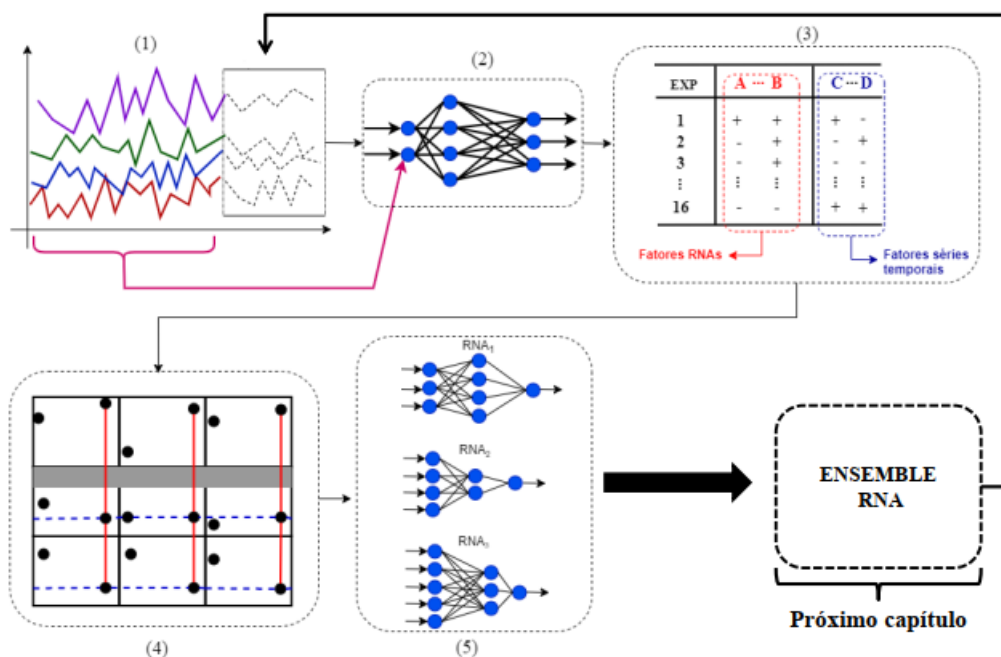 (1)
(2)
(3)
EXP A ··· B C ··· D
1 + + + -
2 - + - +
3 - + - -
⋮ ⋮ ⋮ ⋮ ⋮
16 - - + +
Fatores RNAs
Fatores séries
temporais
(4)
RNA₁
RNA₂
(5)
ENSEMBLE
RNA
Próximo capítulo